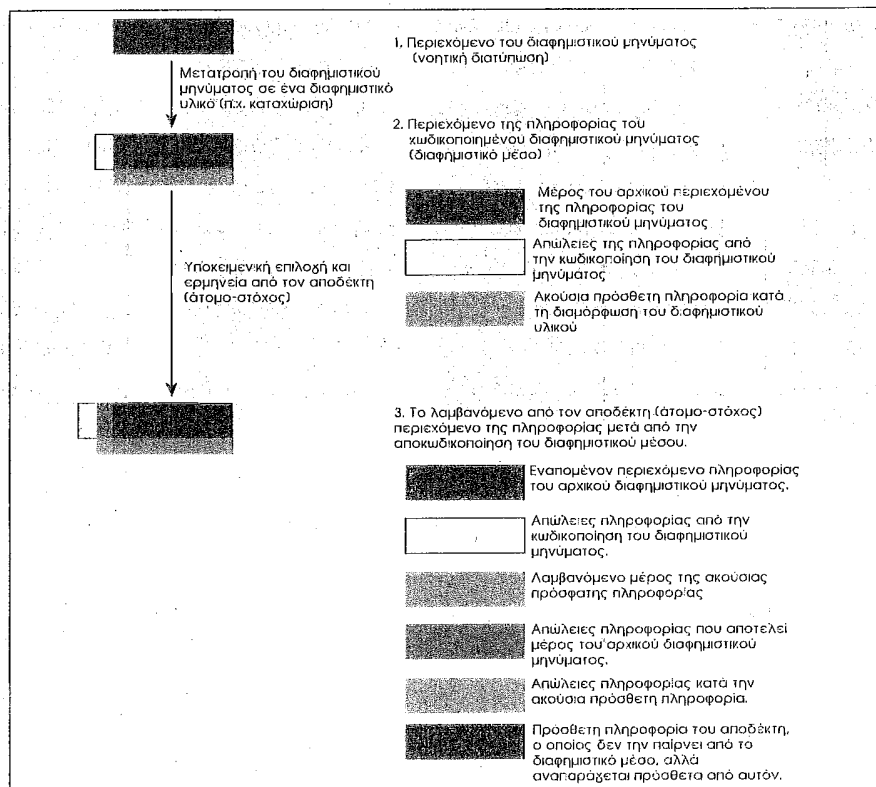 1. Περιεχόμενο του διαφημιστικού μηνύματος
(νοητική διατύπωση)
Μετατροπή του διαφημιστικού
μηνύματος σε ένα διαφημιστικό
υλικό (π.χ. καταχώριση)
2. Περιεχόμενο της πληροφορίας του
κωδικοποιημένου διαφημιστικού μηνύματος
(διαφημιστικό μέσο)
Μέρος του αρχικού περιεχομένου
της πληροφορίας του
διαφημιστικού μηνύματος
Απώλειες της πληροφορίας από
την κωδικοποίηση του διαφημιστικού
μηνύματος
Ακούσια πρόσθετη πληροφορία κατά
τη διαμόρφωση του διαφημιστικού
υλικού
Υποκειμενική επιλογή και
ερμηνεία από τον αποδέκτη
(άτομο-στόχος)
3. Το λαμβανόμενο από τον αποδέκτη (άτομο-στόχος)
περιεχόμενο της πληροφορίας μετά από την
αποκωδικοποίηση του διαφημιστικού μέσου.
Εναπομένον περιεχόμενο πληροφορίας
του αρχικού διαφημιστικού μηνύματος.
Απώλειες πληροφορίας από την
κωδικοποίηση του διαφημιστικού
μηνύματος.
Λαμβανόμενο μέρος της ακούσιας
πρόσφατης πληροφορίας
Απώλειες πληροφορίας που αποτελεί
μέρος του αρχικού διαφημιστικού
μηνύματος.
Απώλειες πληροφορίας κατά την
ακούσια πρόσθετη πληροφορία.
Πρόσθετη πληροφορία του αποδέκτη,
ο οποίος δεν την παίρνει από το
διαφημιστικό μέσο, αλλά
αναπαράγεται πρόσθετα από αυτόν.